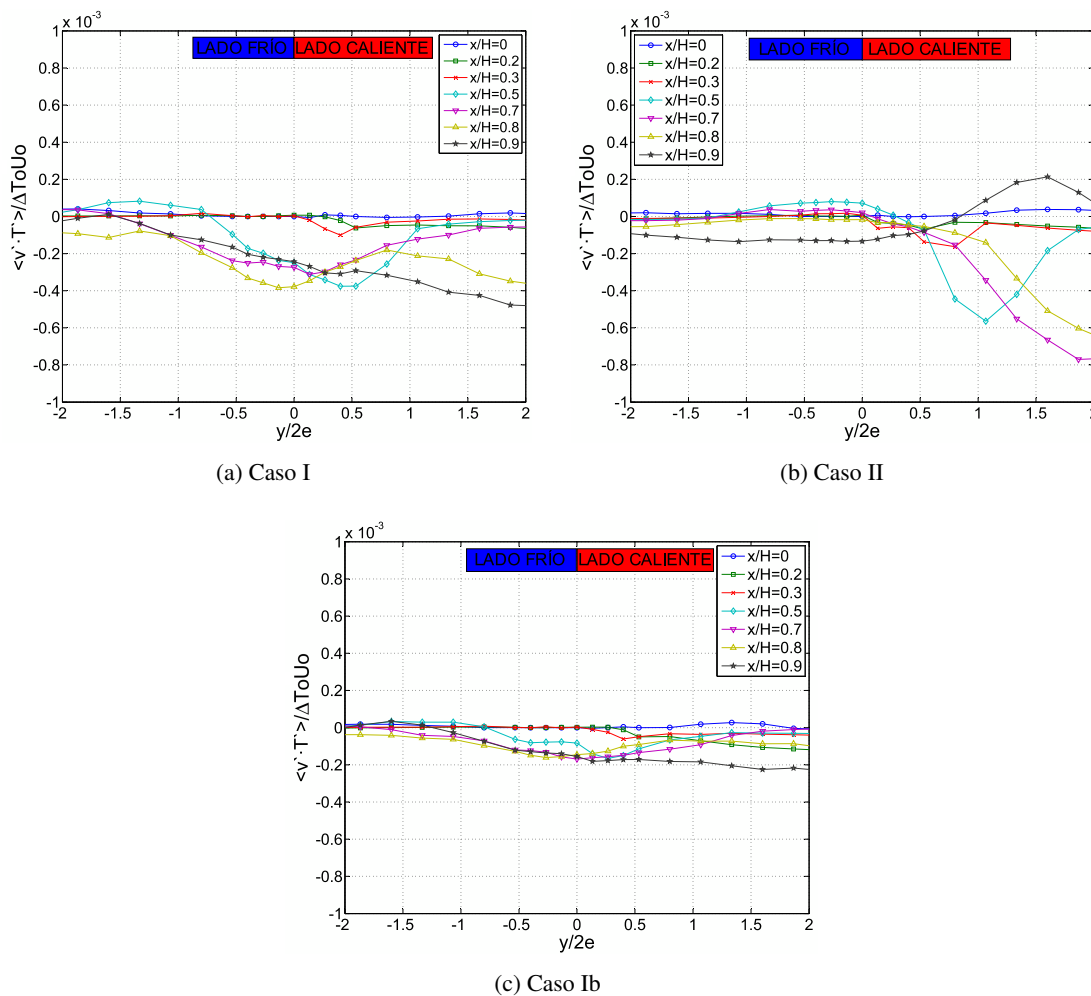 x 10⁻³
1
0.8
0.6
0.4
0.2
0
-0.2
-0.4
-0.6
-0.8
-1
<v'·T'>/ΔToUo
LADO FRÍO LADO CALIENTE
x/H=0
x/H=0.2
x/H=0.3
x/H=0.5
x/H=0.7
x/H=0.8
x/H=0.9
-2 -1.5 -1 -0.5 0 0.5 1 1.5 2
y/2e
(a) Caso I
x 10⁻³
1
0.8
0.6
0.4
0.2
0
-0.2
-0.4
-0.6
-0.8
-1
<v'·T'>/ΔToUo
x/H=0
x/H=0.2
x/H=0.3
x/H=0.5
x/H=0.7
x/H=0.8
x/H=0.9
LADO FRÍO LADO CALIENTE
-2 -1.5 -1 -0.5 0 0.5 1 1.5 2
y/2e
(b) Caso II
x 10⁻³
1
0.8
0.6
0.4
0.2
0
-0.2
-0.4
-0.6
-0.8
-1
<v'·T'>/ΔToUo
LADO FRÍO LADO CALIENTE
x/H=0
x/H=0.2
x/H=0.3
x/H=0.5
x/H=0.7
x/H=0.8
x/H=0.9
-2 -1.5 -1 -0.5 0 0.5 1 1.5 2
y/2e
(c) Caso Ib